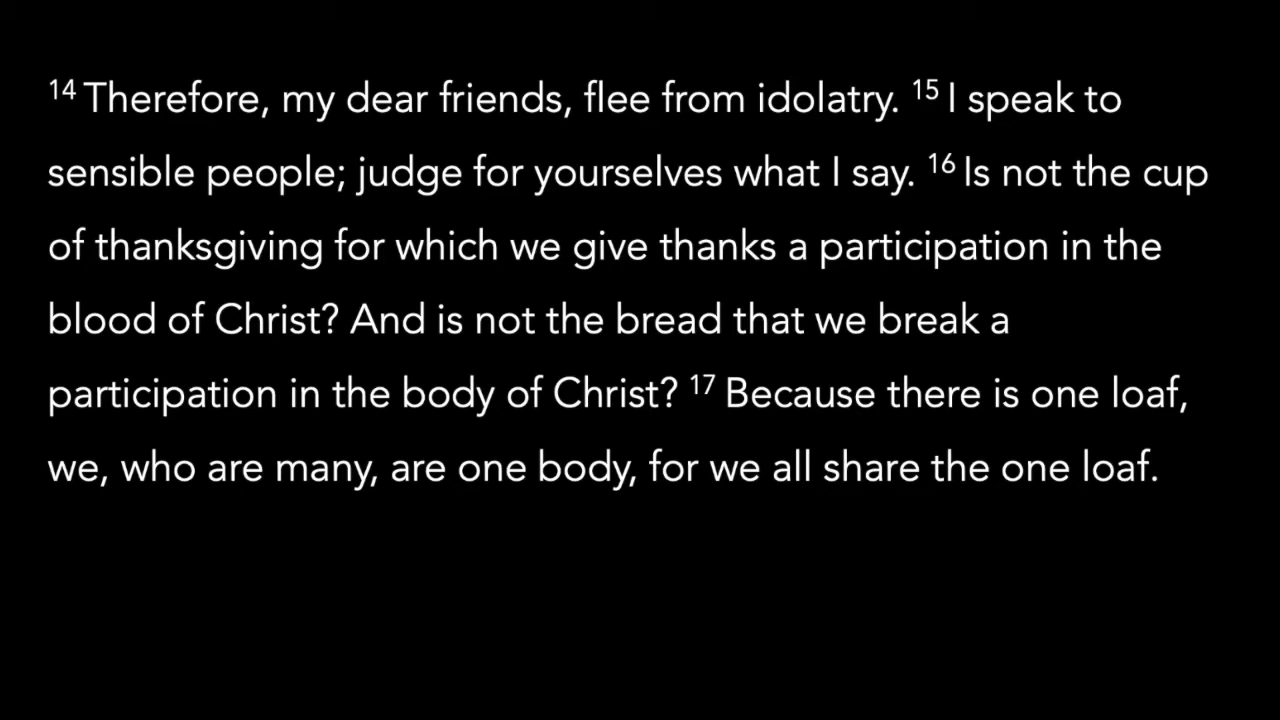 14 Therefore, my dear friends, flee from idolatry. 15 I speak to
sensible people; judge for yourselves what I say. 16 Is not the cup
of thanksgiving for which we give thanks a participation in the
blood of Christ? And is not the bread that we break a
participation in the body of Christ? 17 Because there is one loaf,
we, who are many, are one body, for we all share the one loaf.